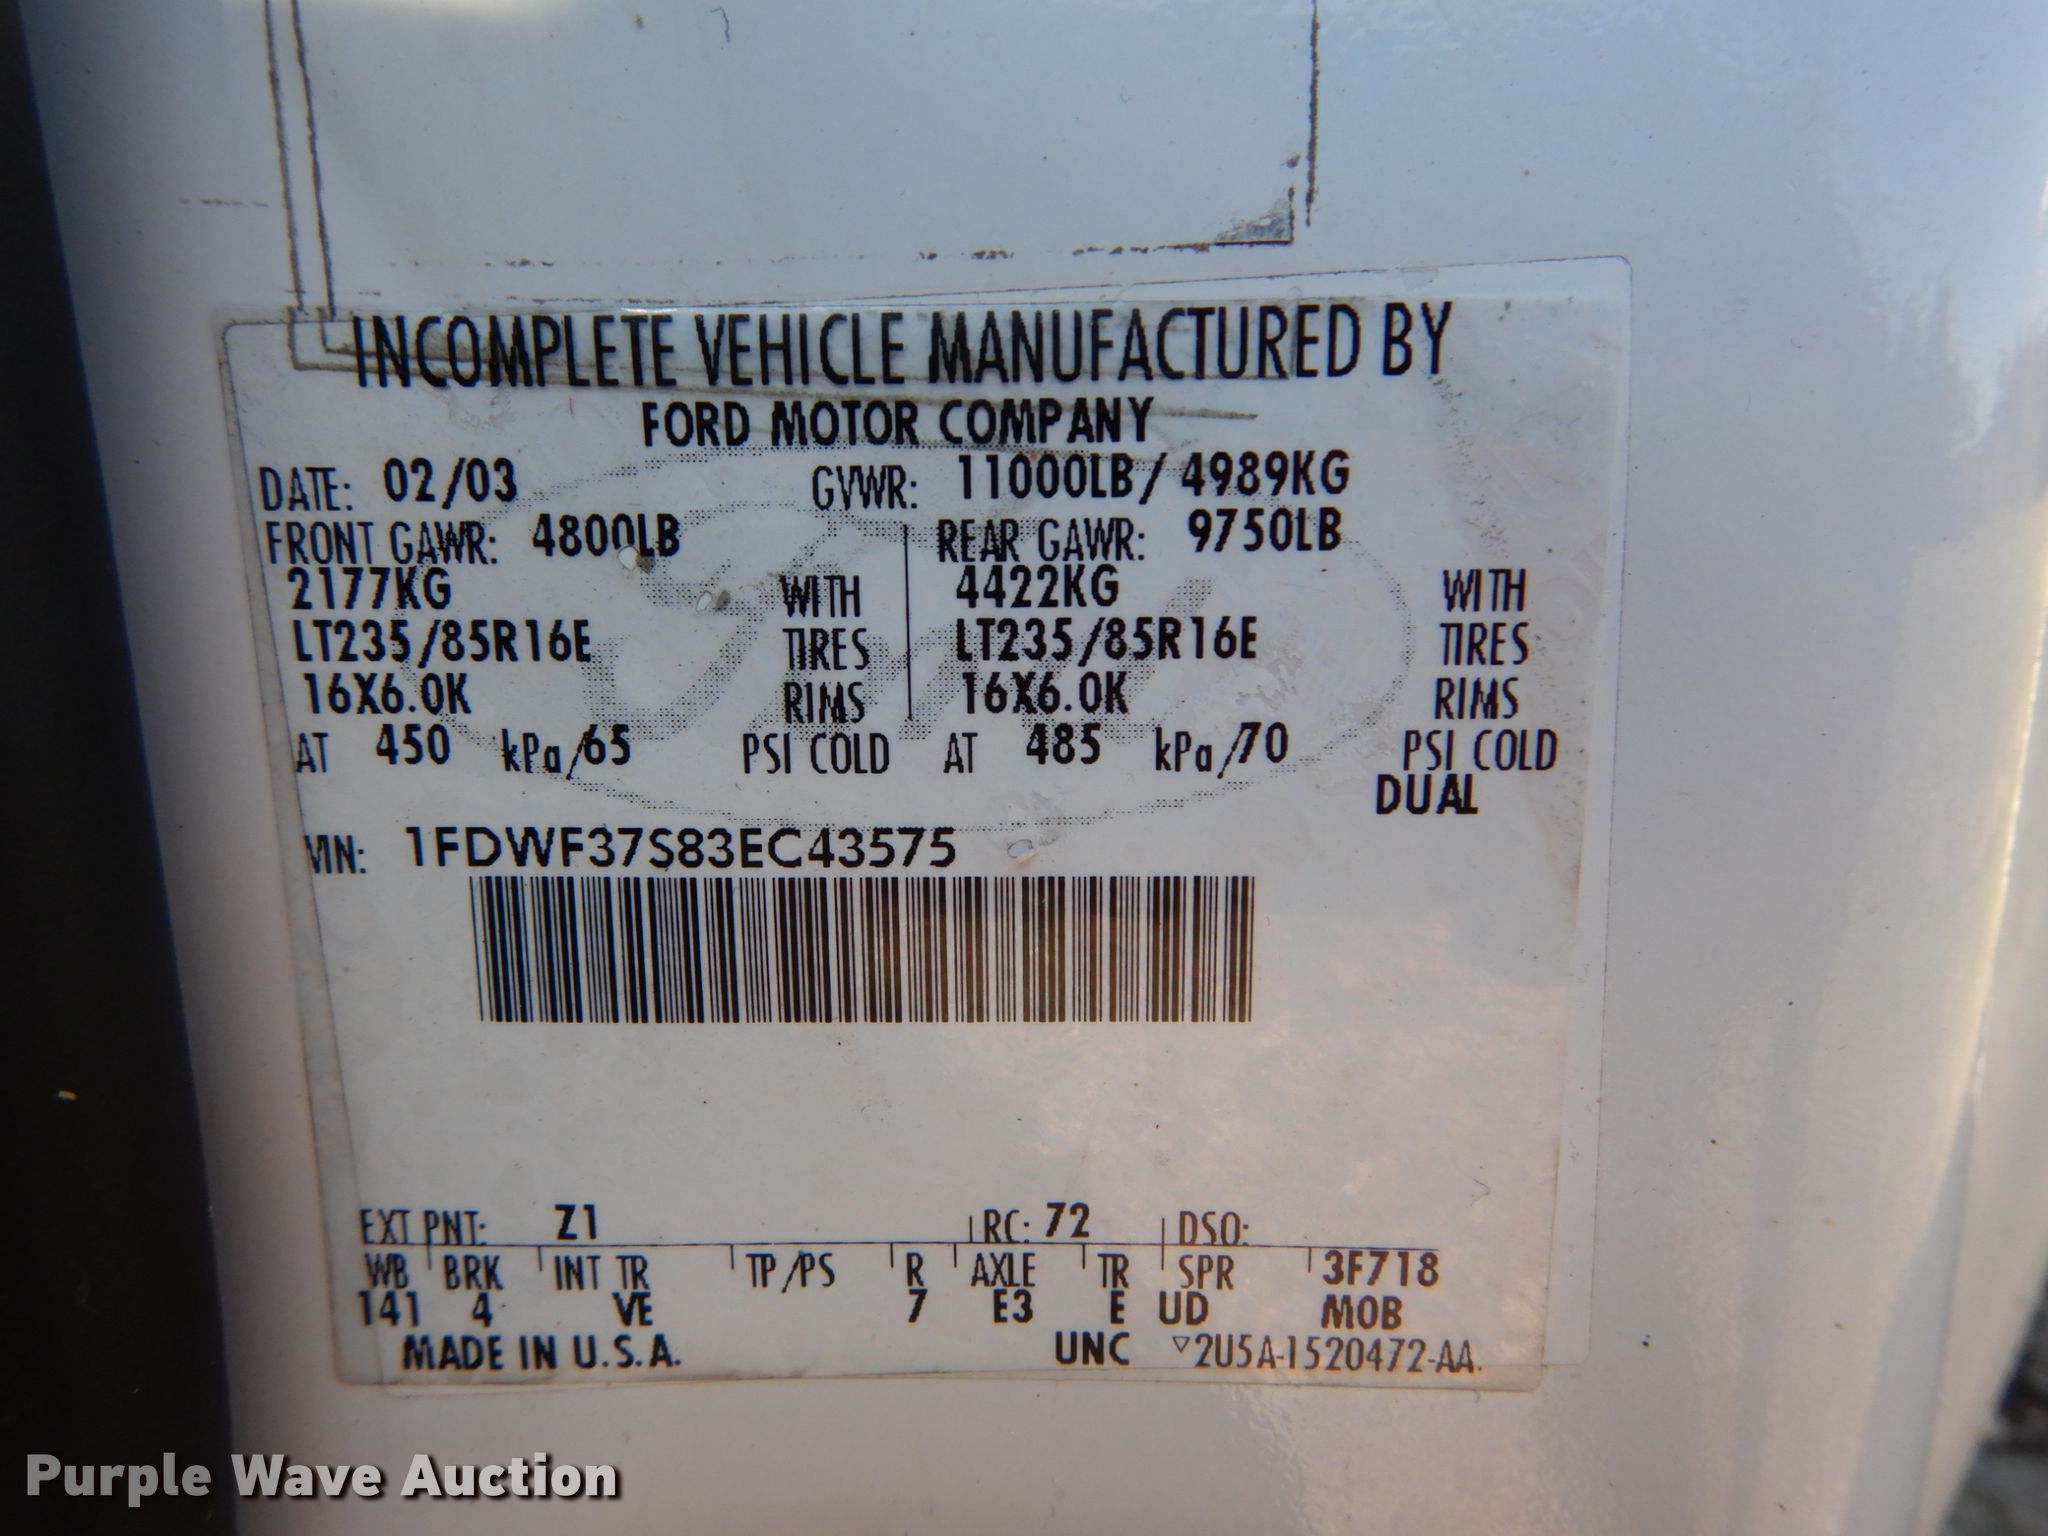 INCOMPLETE VEHICLE MANUFACTURED BY
FORD MOTOR COMPANY
DATE: 02/03 GVWR: 11000LB/ 4989KG
FRONT GAWR: 4800LB REAR GAWR: 9750LB
2177KG WITH 4422KG WITH
LT235/85R16E TIRES LT235/85R16E TIRES
16X6.0K RIMS 16X6.0K RIMS
AT 450 kPa/65 PSI COLD AT 485 kPa/70 PSI COLD
DUAL
VIN: 1FDWF37S83EC43575
EXT PNT: Z1 RC: 72 DSO:
WB BRK INT TR TP/PS R AXLE TR SPR 3F718
141 4 VE 7 E3 E UD MOB
MADE IN U.S.A. UNC ▽2U5A-1520472-AA
Purple Wave Auction